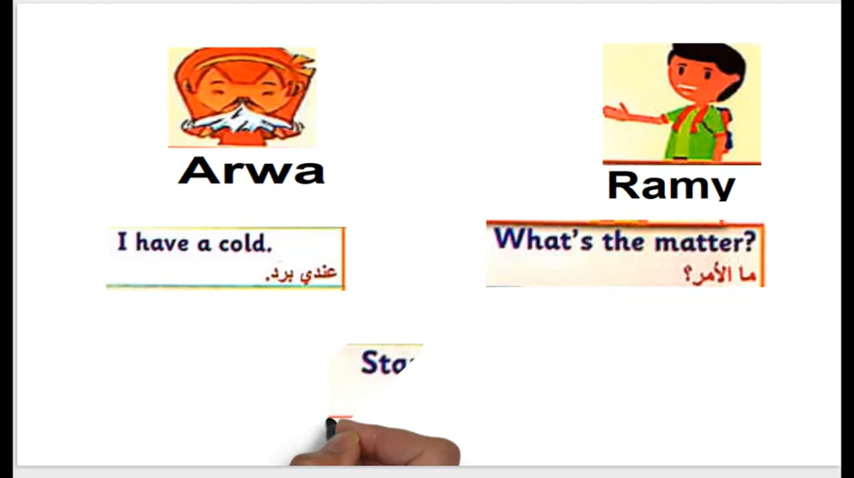 Arwa
Ramy
I have a cold.
عندي برد.
What's the matter?
ما الأمر؟